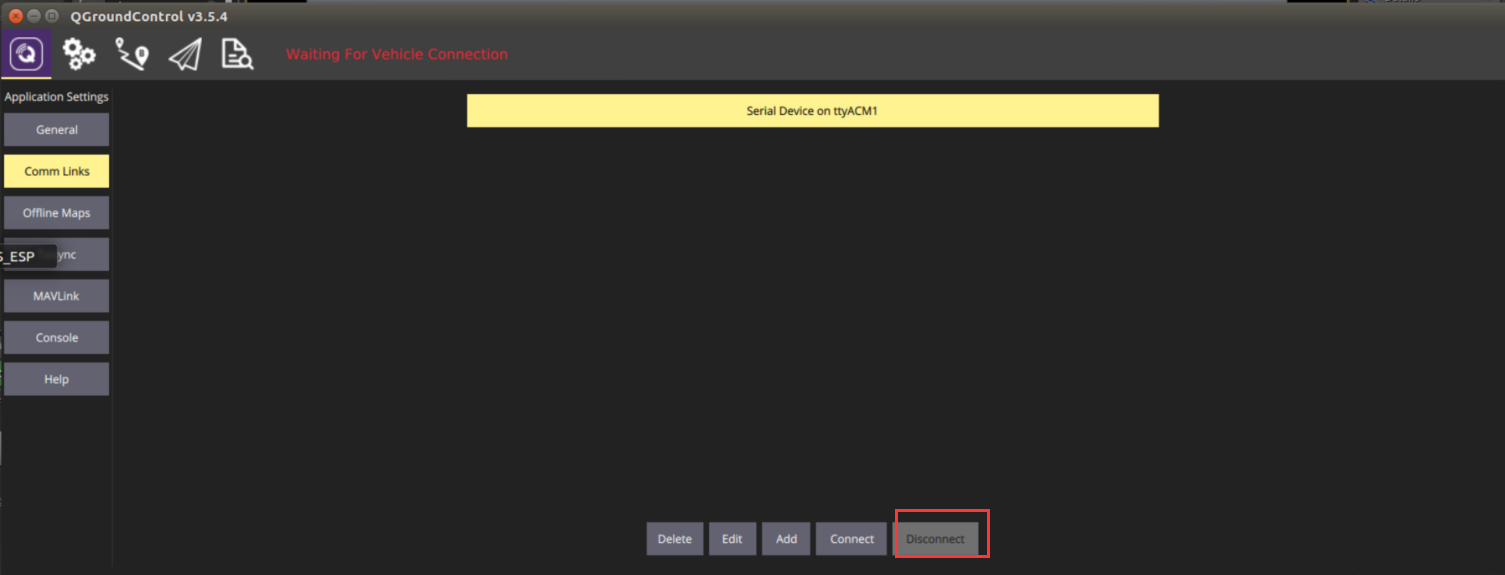 QGroundControl v3.5.4
Waiting For Vehicle Connection
Application Settings
Serial Device on ttyACM1
General
Comm Links
Offline Maps
S_ESP
MAVLink
Console
Help
Delete
Edit
Add
Connect
Disconnect